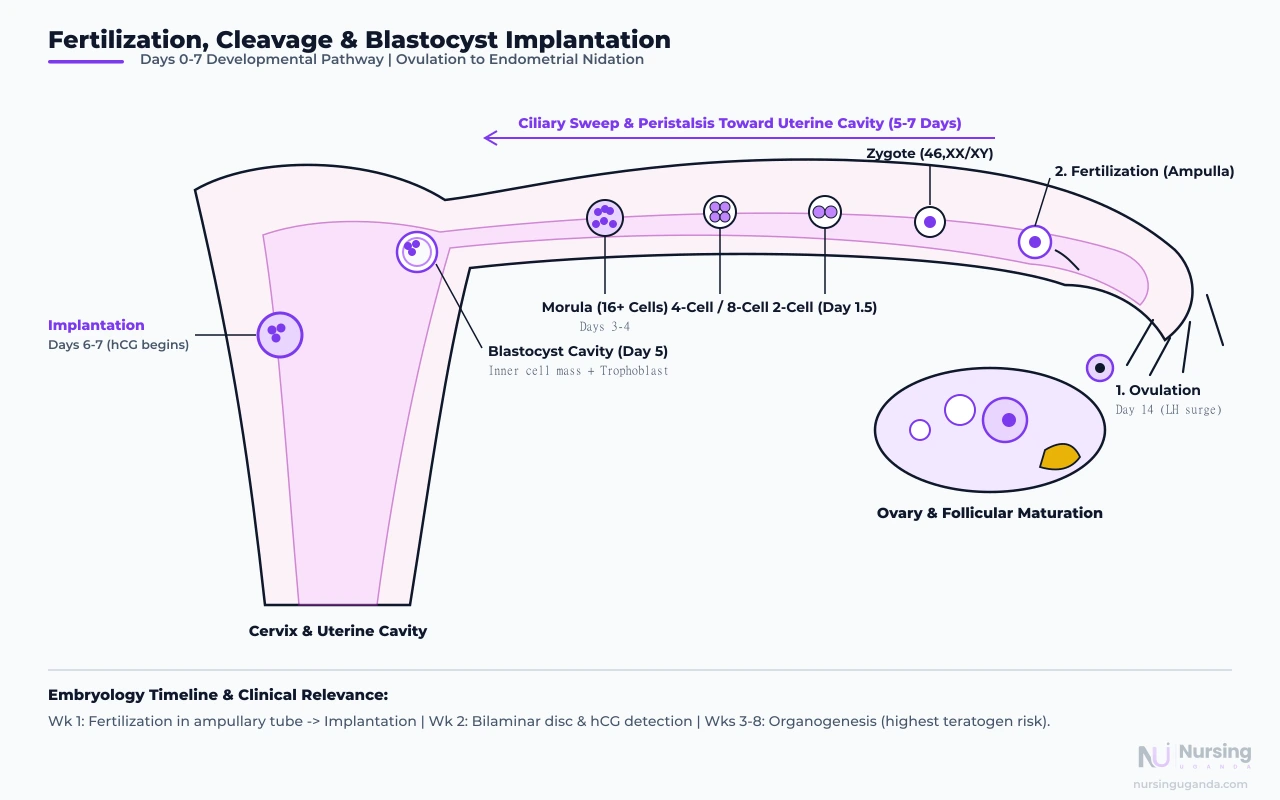 Fertilization, Cleavage & Blastocyst Implantation
Days 0-7 Developmental Pathway | Ovulation to Endometrial Nidation
Ciliary Sweep & Peristalsis Toward Uterine Cavity (5-7 Days)
Zygote (46,XX/XY)
2. Fertilization (Ampulla)
Morula (16+ Cells) 4-Cell / 8-Cell 2-Cell (Day 1.5)
Days 3-4
Implantation
Days 6-7 (hCG begins)
Blastocyst Cavity (Day 5)
Inner cell mass + Trophoblast
1. Ovulation
Day 14 (LH surge)
Ovary & Follicular Maturation
Cervix & Uterine Cavity
Embryology Timeline & Clinical Relevance:
Wk 1: Fertilization in ampullary tube -> Implantation | Wk 2: Bilaminar disc & hCG detection | Wks 3-8: Organogenesis (highest teratogen risk).
NU Nursing
UGANDA
nursinguganda.com